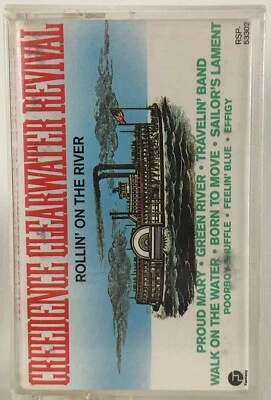 CREEDENCE CLEARWATER REVIVAL
ROLLIN' ON THE RIVER
PROUD MARY • GREEN RIVER • TRAVELIN' BAND
WALK ON THE WATER • BORN TO MOVE • SAILOR'S LAMENT
POORBOY SHUFFLE • FEELIN' BLUE • EFFIGY
RSP-
53302
Fantasy